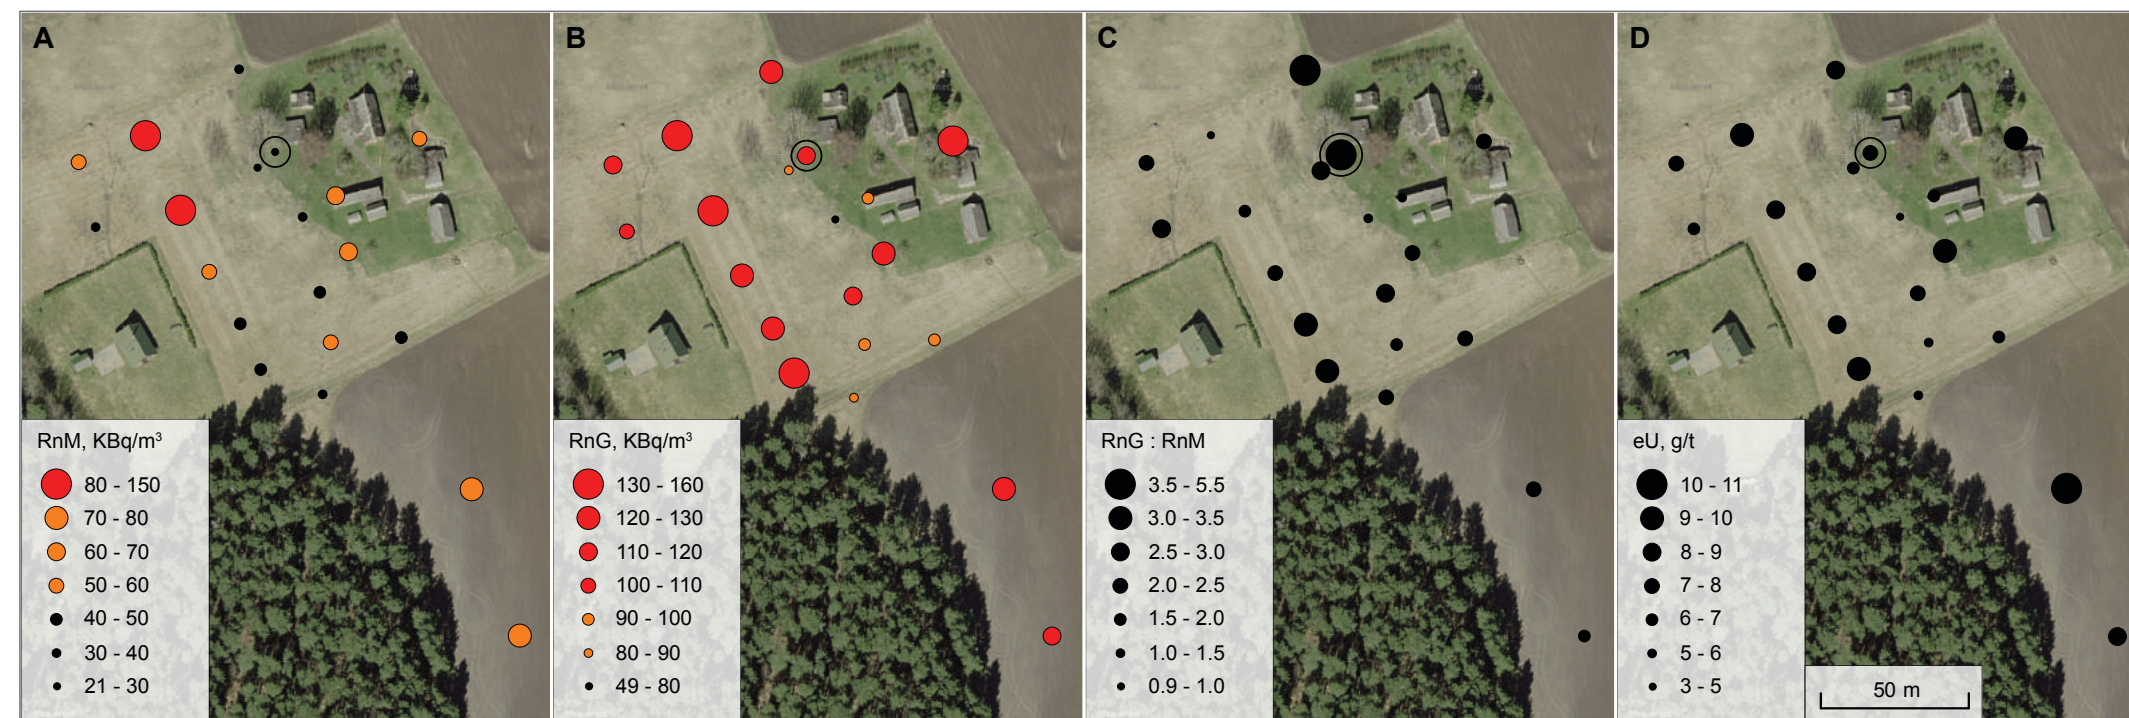 A
B
C
D
RnM, KBq/m³
80 - 150
70 - 80
60 - 70
50 - 60
40 - 50
30 - 40
21 - 30
RnG, KBq/m³
130 - 160
120 - 130
110 - 120
100 - 110
90 - 100
80 - 90
49 - 80
RnG : RnM
3.5 - 5.5
3.0 - 3.5
2.5 - 3.0
2.0 - 2.5
1.5 - 2.0
1.0 - 1.5
0.9 - 1.0
eU, g/t
10 - 11
9 - 10
8 - 9
7 - 8
6 - 7
5 - 6
3 - 5
50 m